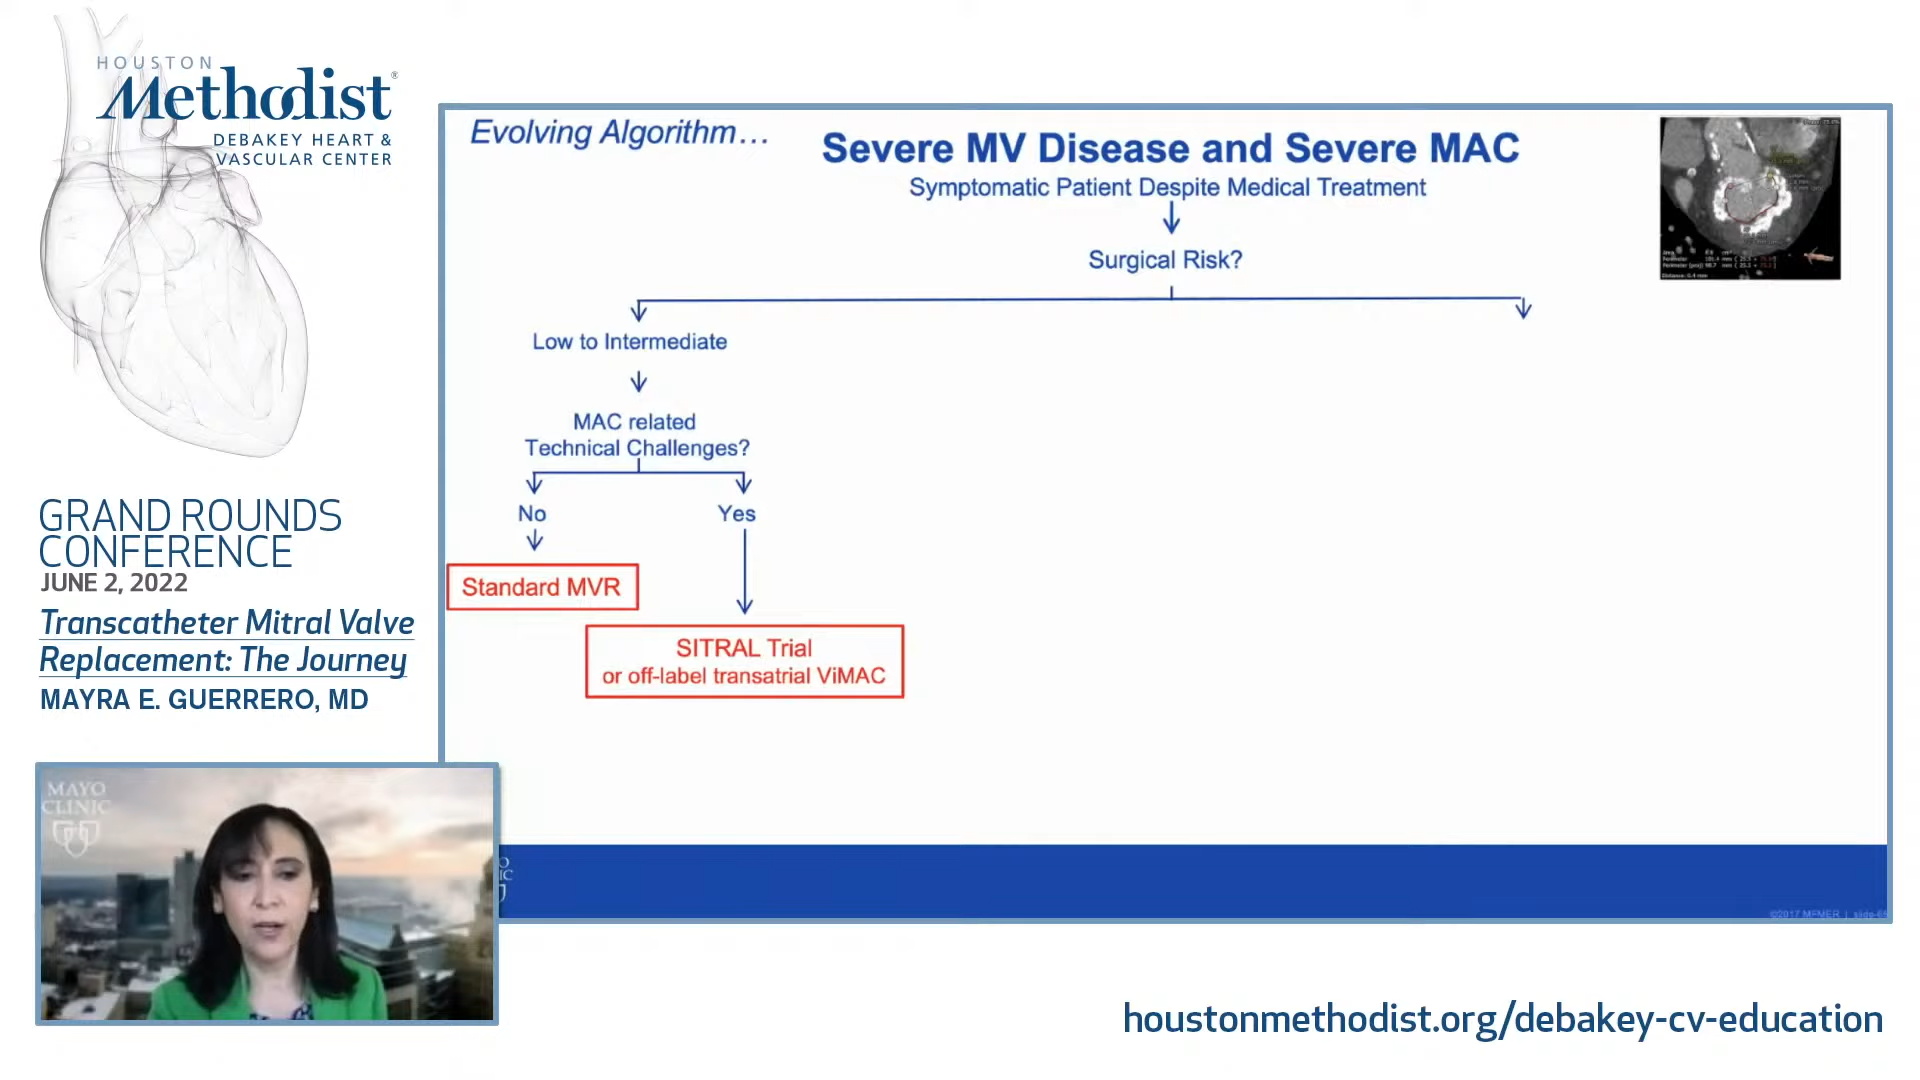 HOUSTON
Methodist®
DEBAKEY HEART &
VASCULAR CENTER
GRAND ROUNDS
CONFERENCE
JUNE 2, 2022
Transcatheter Mitral Valve
Replacement: The Journey
MAYRA E. GUERRERO, MD
MAYO
CLINIC
Evolving Algorithm...
Severe MV Disease and Severe MAC
Symptomatic Patient Despite Medical Treatment
Surgical Risk?
Low to Intermediate
MAC related
Technical Challenges?
No
Yes
Standard MVR
SITRAL Trial
or off-label transatrial ViMAC
©2017 MFMER | slide-
houstonmethodist.org/debakey-cv-education